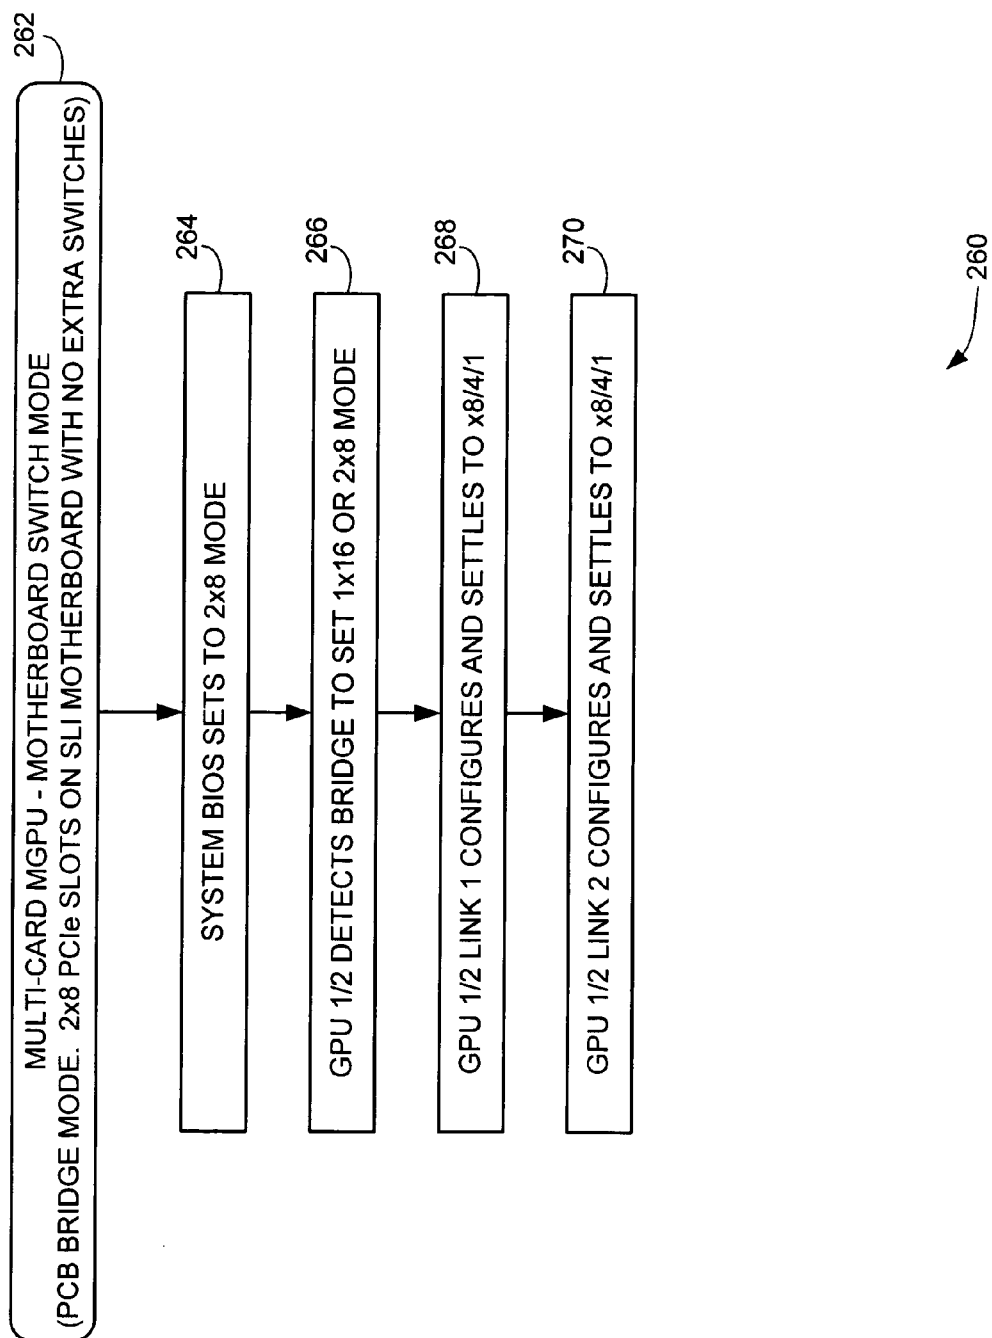 262
MULTI-CARD MGPU - MOTHERBOARD SWITCH MODE
(PCB BRIDGE MODE. 2x8 PCIe SLOTS ON SLI MOTHERBOARD WITH NO EXTRA SWITCHES)
264
SYSTEM BIOS SETS TO 2x8 MODE
266
GPU 1/2 DETECTS BRIDGE TO SET 1x16 OR 2x8 MODE
268
GPU 1/2 LINK 1 CONFIGURES AND SETTLES TO x8/4/1
270
GPU 1/2 LINK 2 CONFIGURES AND SETTLES TO x8/4/1
260